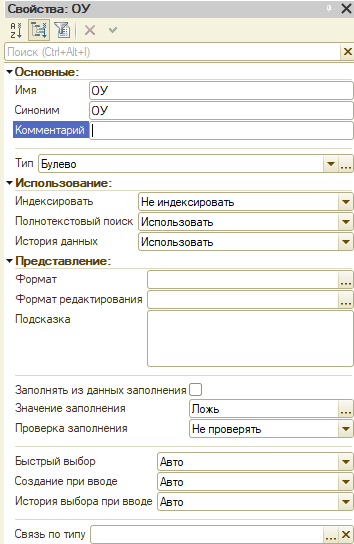 Свойства: ОУ
Поиск (Ctrl+Alt+I)
Основные:
Имя ОУ
Синоним ОУ
Комментарий
Тип Булево
Использование:
Индексировать Не индексировать
Полнотекстовый поиск Использовать
История данных Использовать
Представление:
Формат
Формат редактирования
Подсказка
Заполнять из данных заполнения
Значение заполнения Ложь
Проверка заполнения Не проверять
Быстрый выбор Авто
Создание при вводе Авто
История выбора при вводе Авто
Связь по типу